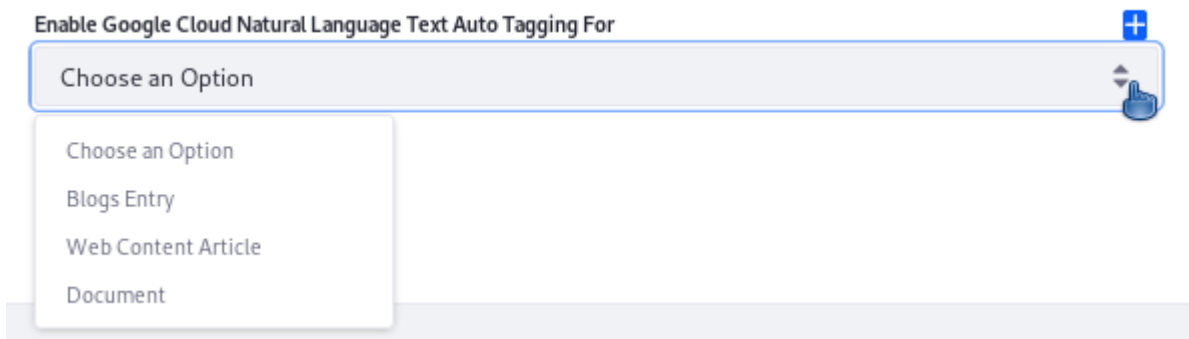 Enable Google Cloud Natural Language Text Auto Tagging For
Choose an Option
Choose an Option
Blogs Entry
Web Content Article
Document